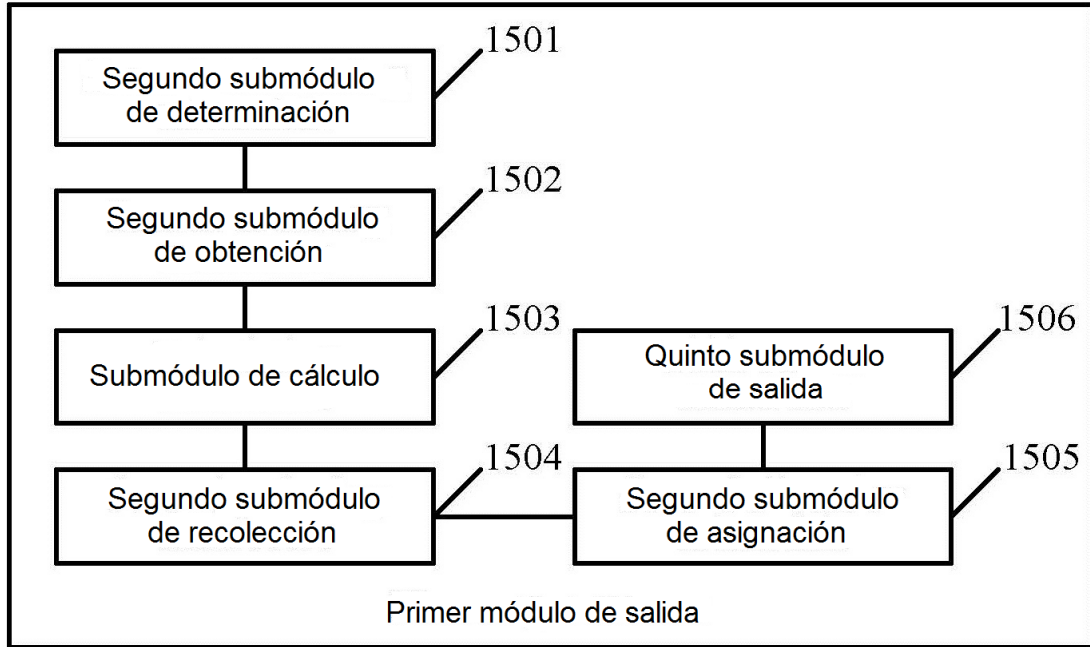 1501
Segundo submódulo
de determinación
1502
Segundo submódulo
de obtención
1503
Submódulo de cálculo
1504
Segundo submódulo
de recolección
1506
Quinto submódulo
de salida
1505
Segundo submódulo
de asignación
Primer módulo de salida